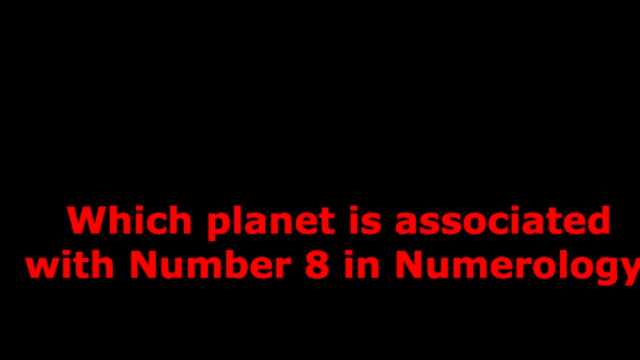 Which planet is associated
with Number 8 in Numerology